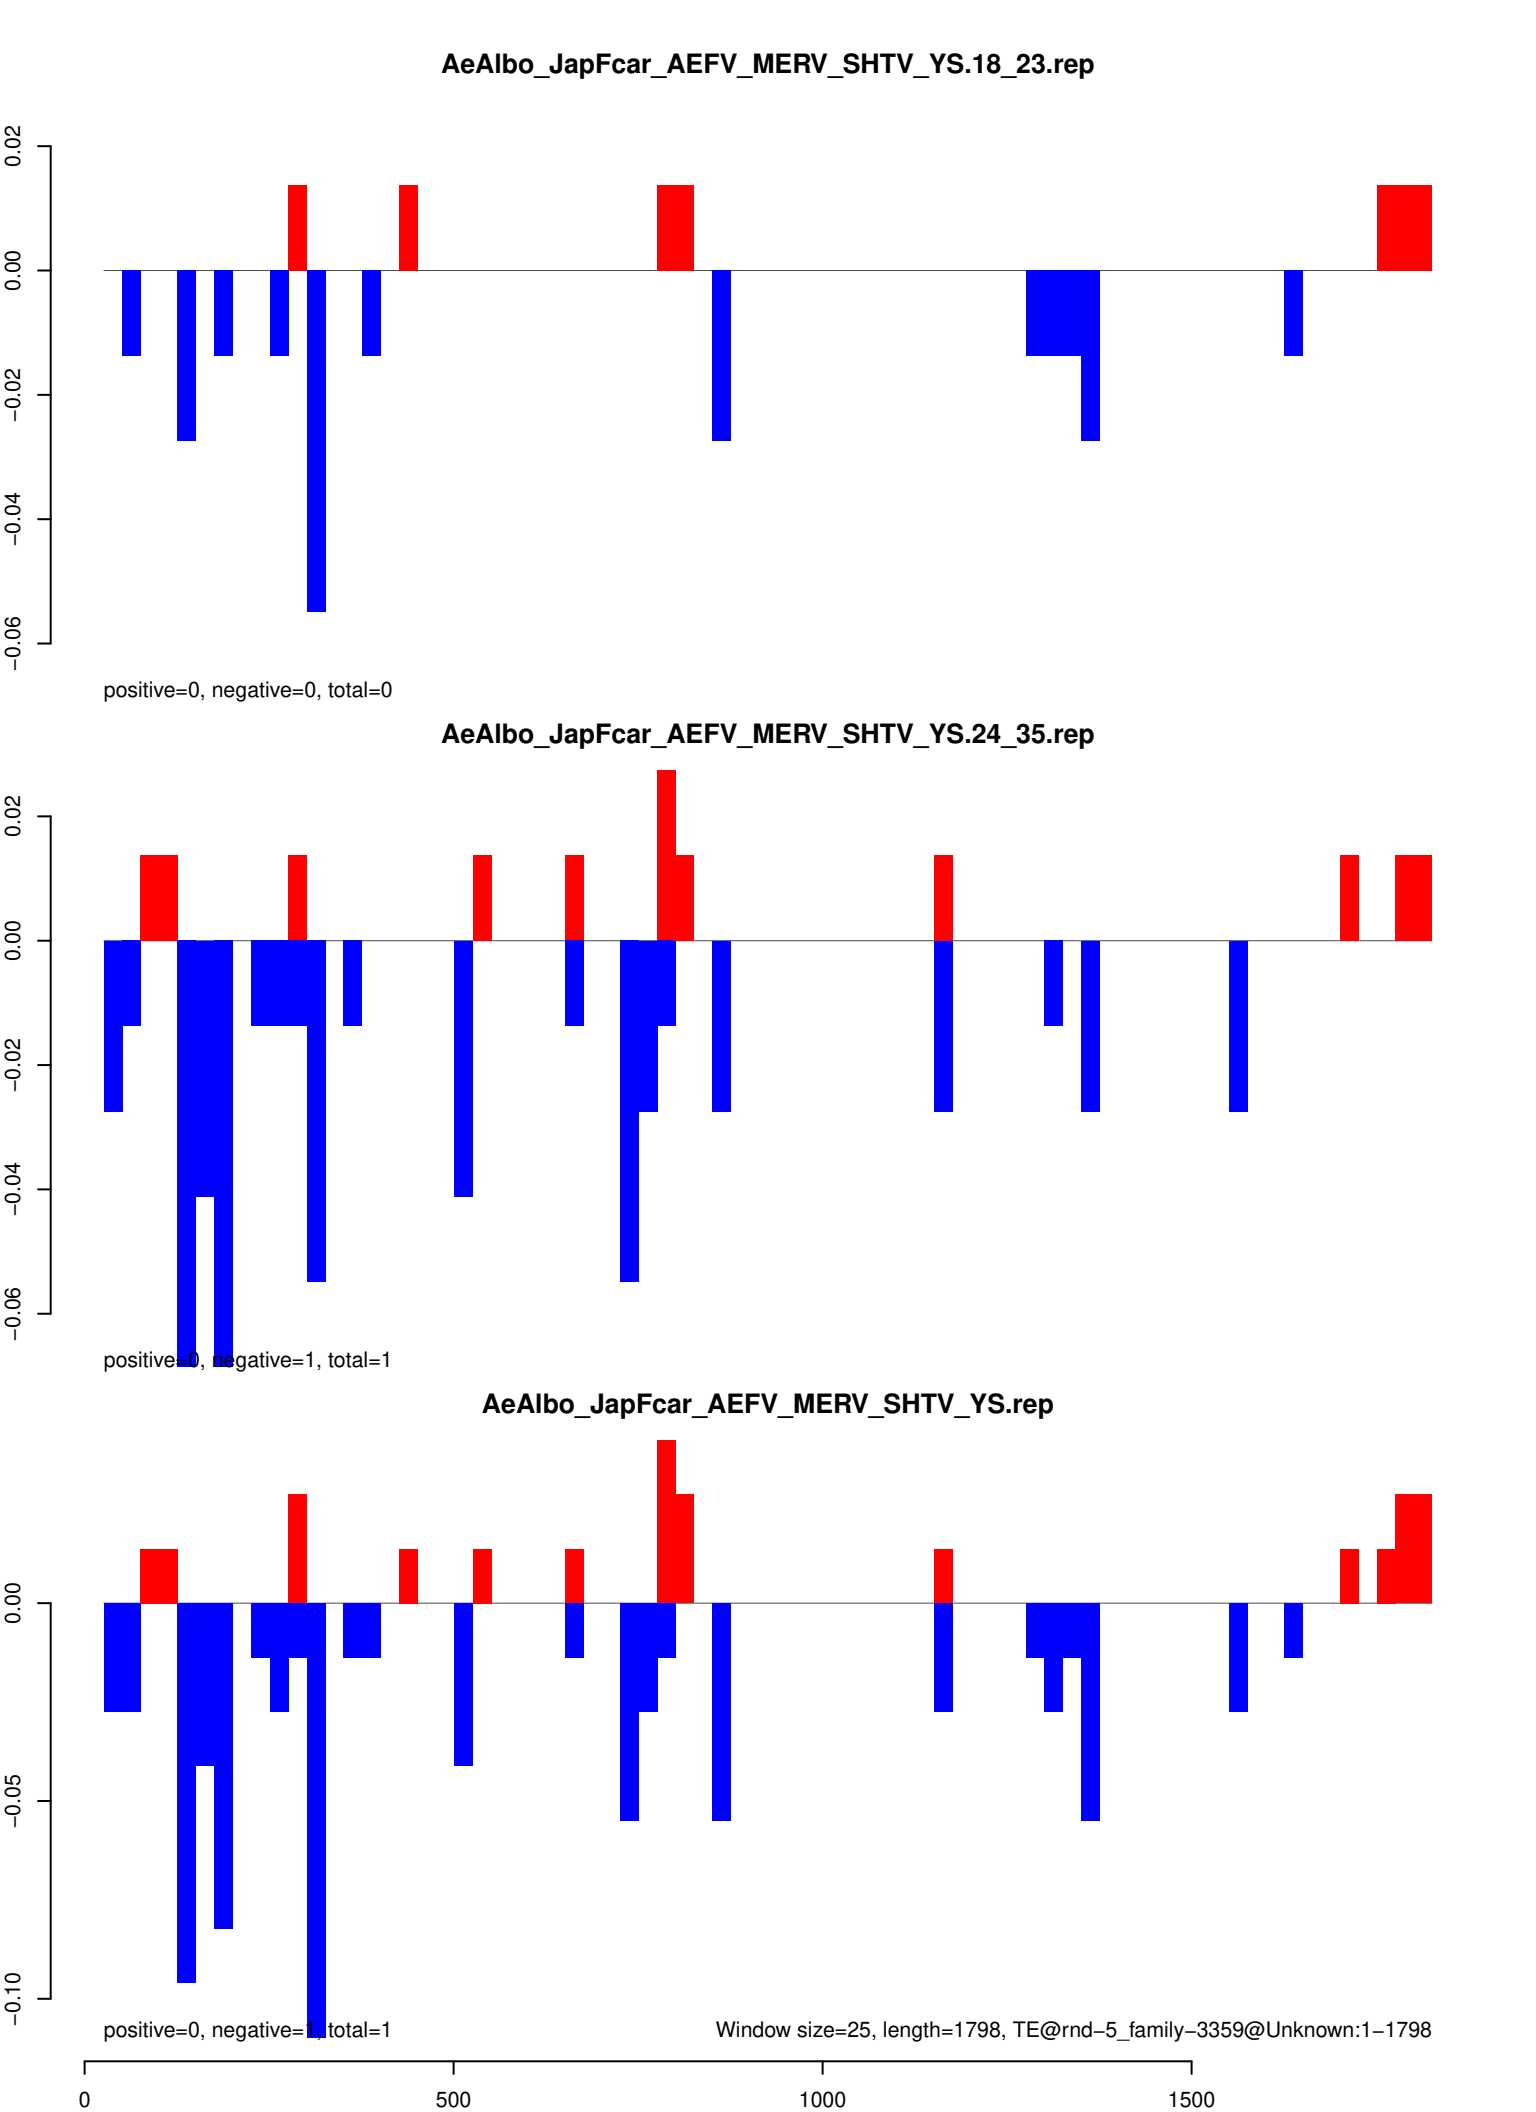 AeAlbo_JapFcar_AEFV_MERV_SHTV_YS.18_23.rep
0.02
0.00
−0.02
−0.04
−0.06
positive=0, negative=0, total=0
AeAlbo_JapFcar_AEFV_MERV_SHTV_YS.24_35.rep
0.02
0.00
−0.02
−0.04
−0.06
positive=0, negative=1, total=1
AeAlbo_JapFcar_AEFV_MERV_SHTV_YS.rep
0.00
−0.05
−0.10
positive=0, negative=1, total=1
Window size=25, length=1798, TE@rnd−5_family−3359@Unknown:1−1798
0 500 1000 1500